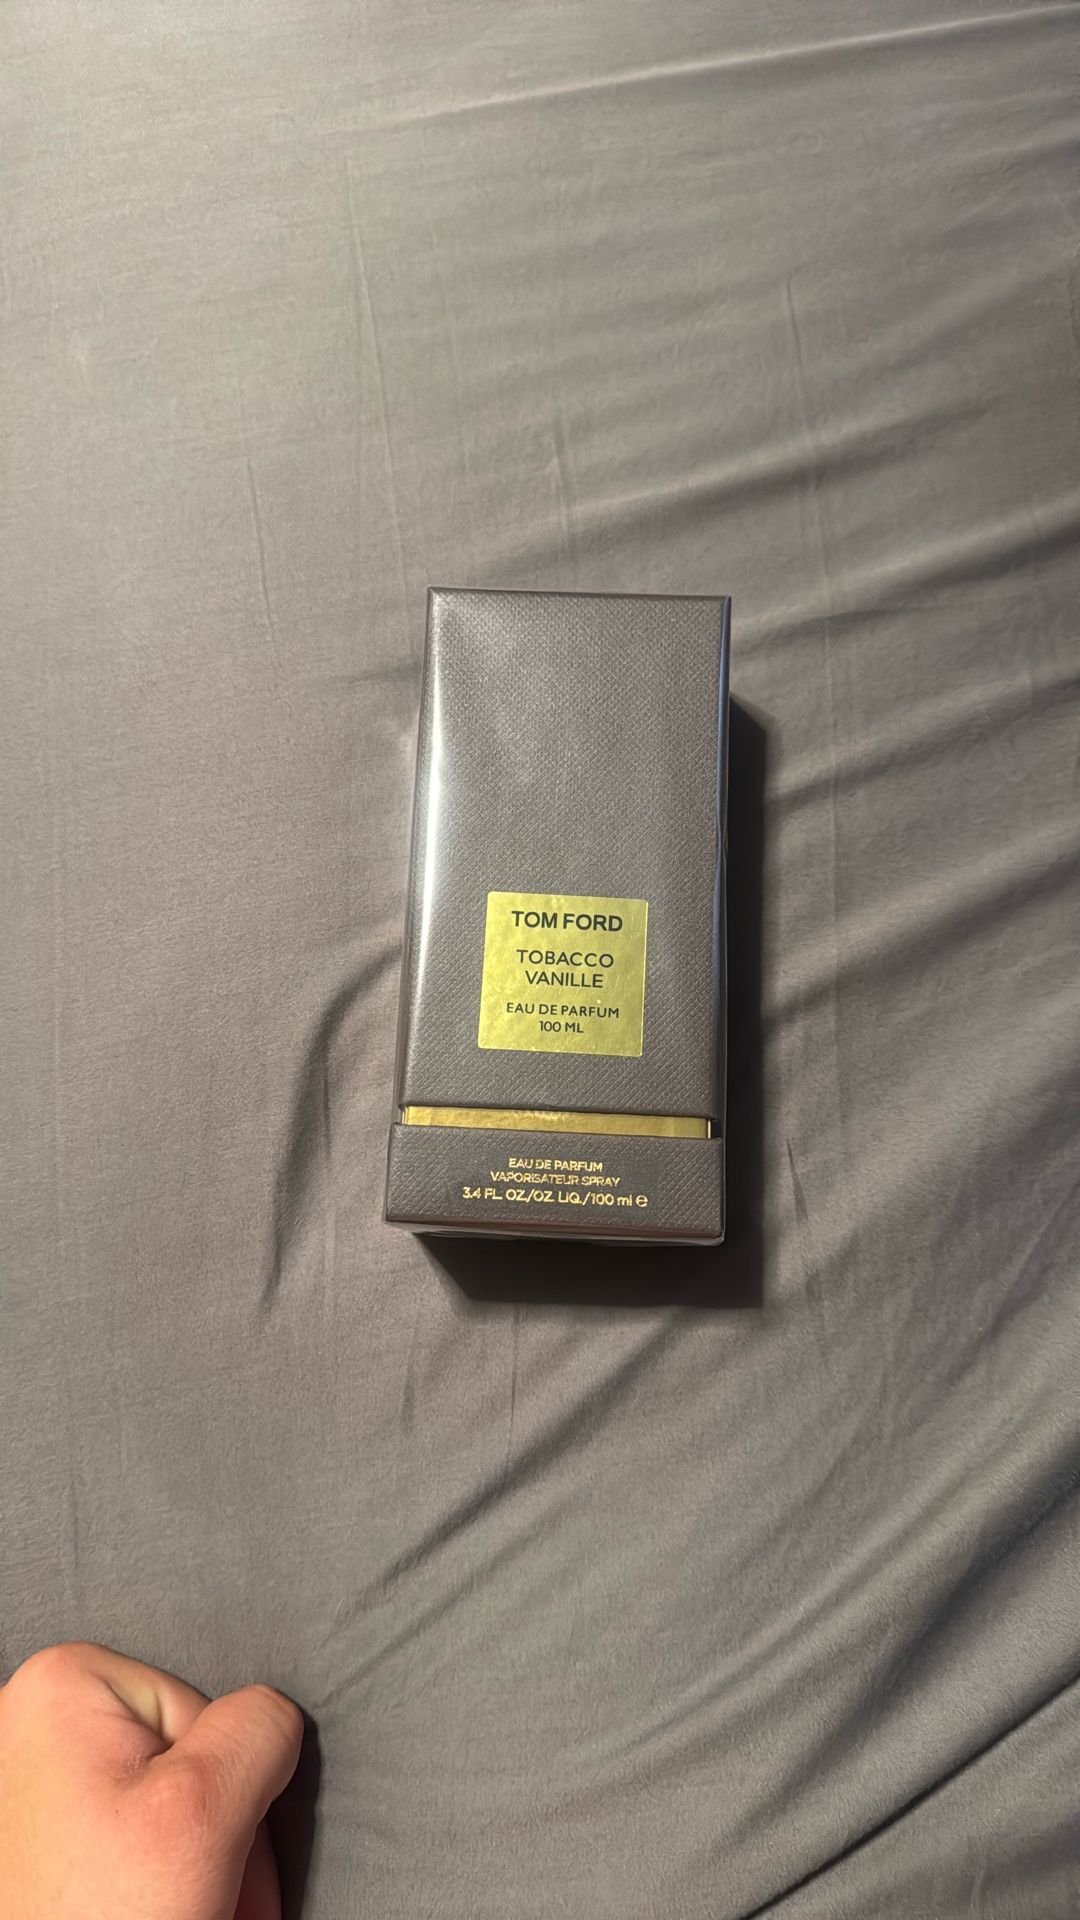 TOM FORD
TOBACCO
VANILLE
EAU DE PARFUM
100 ML
EAU DE PARFUM
VAPORISATEUR SPRAY
3.4 FL. OZ/OZ. LIQ./100 ml ℮